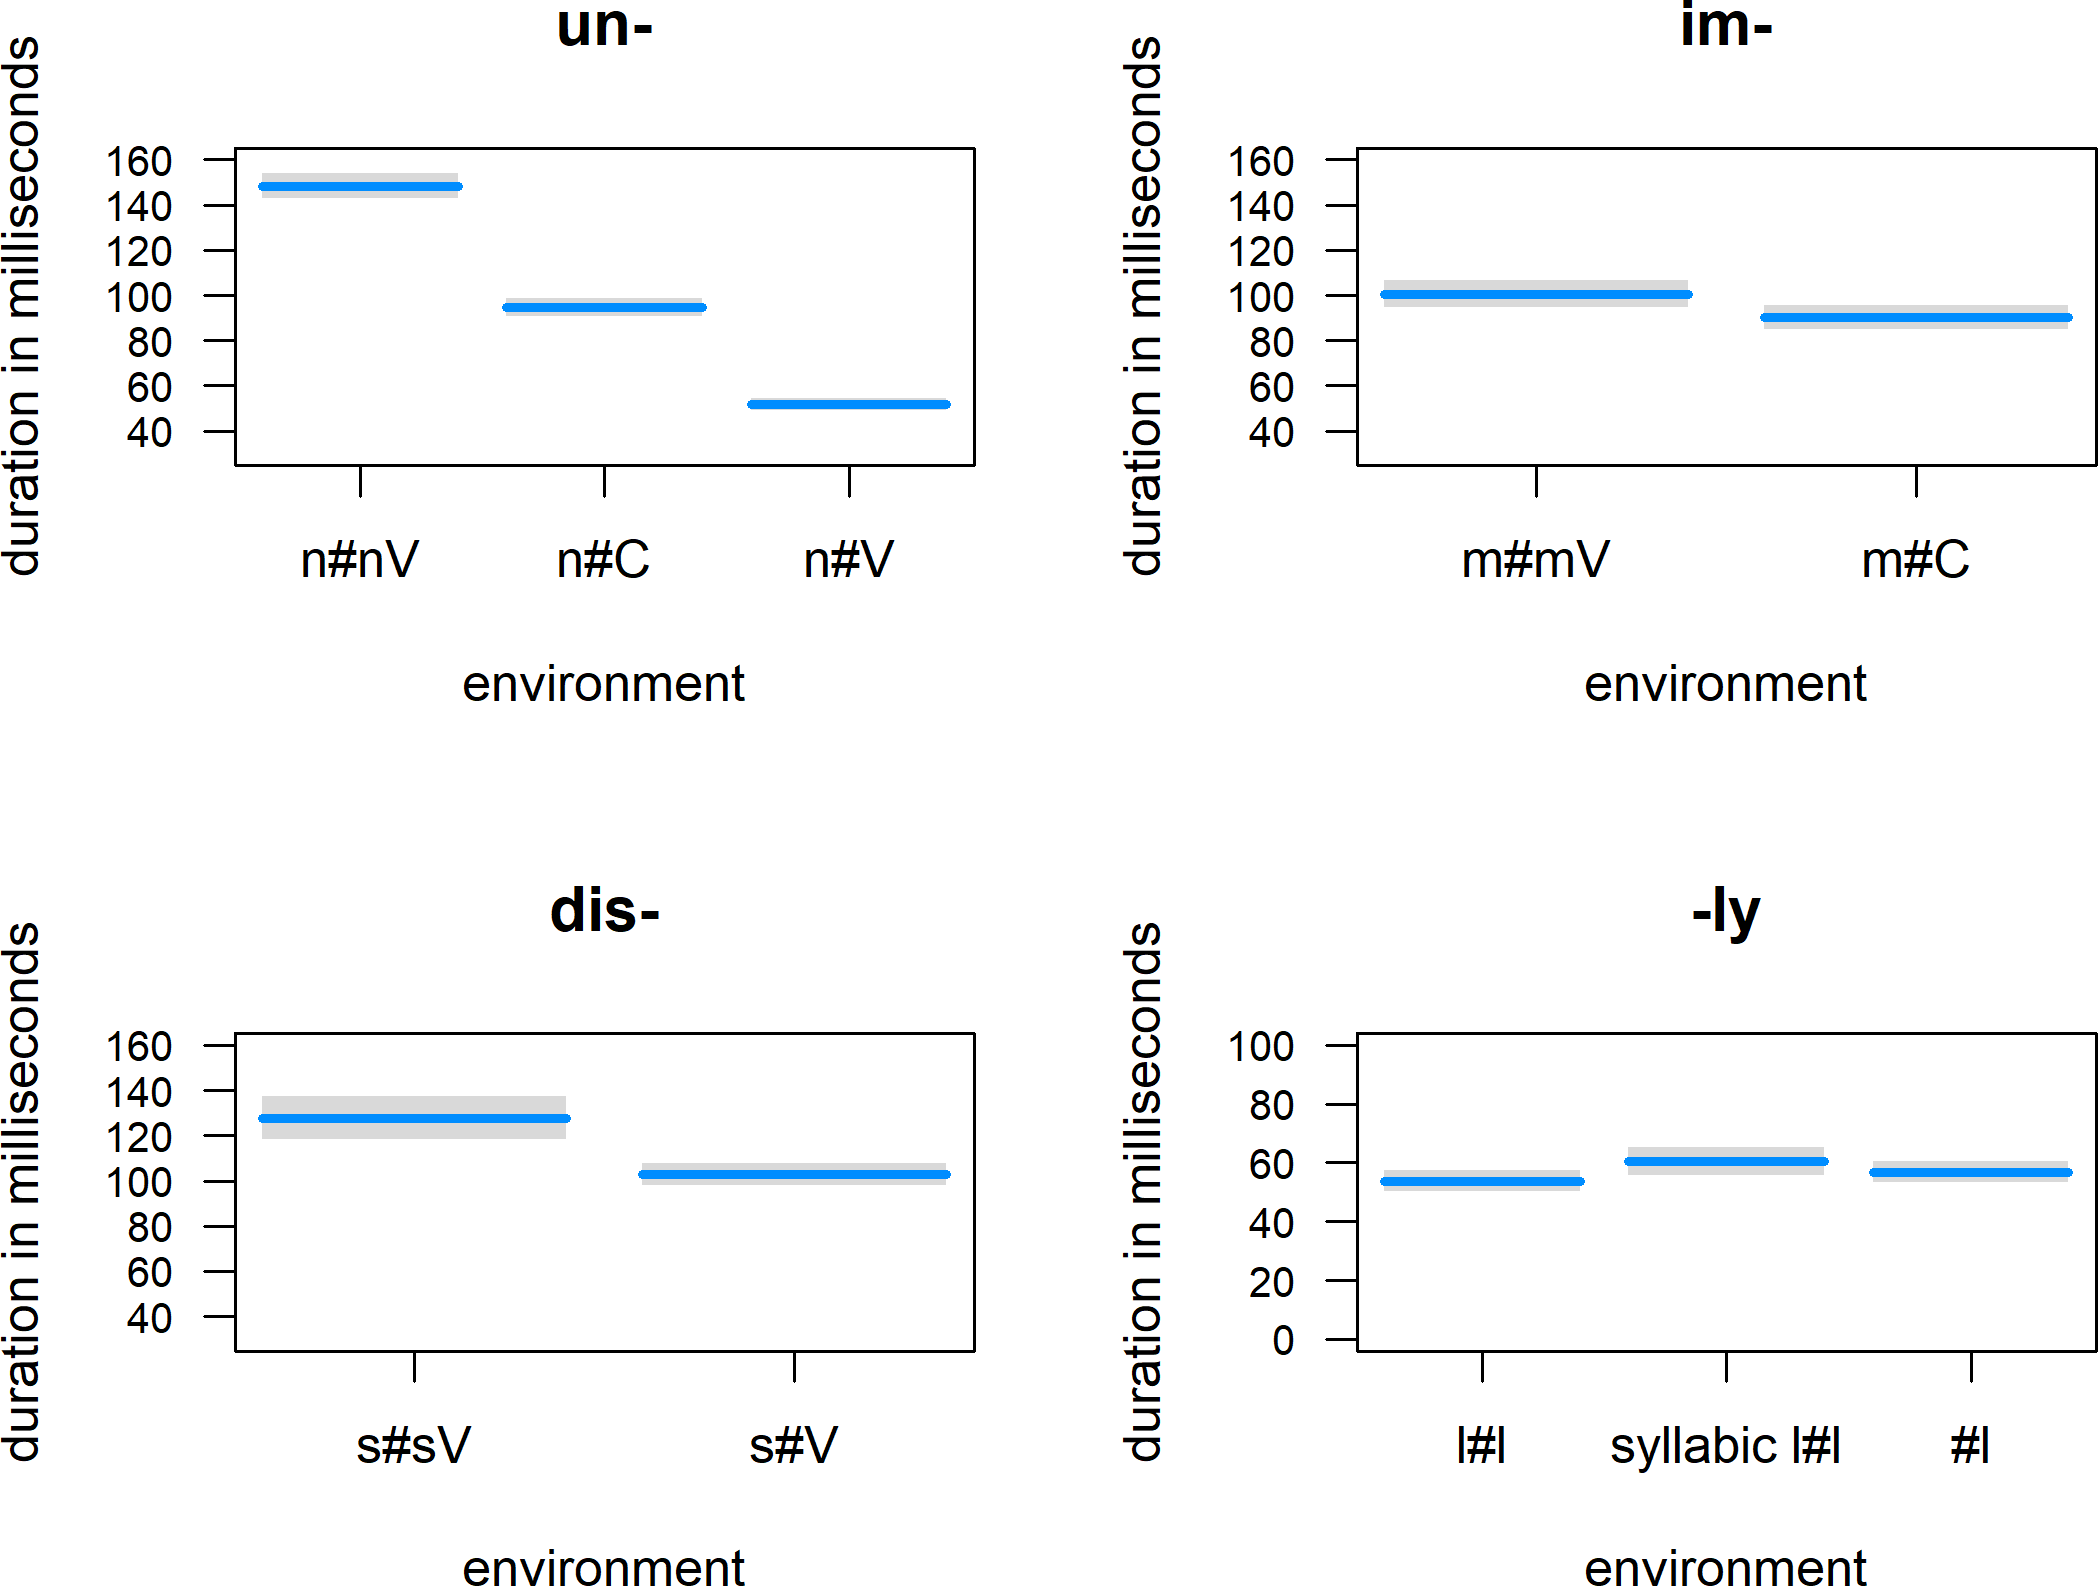 un-
duration in milliseconds
160
140
120
100
80
60
40
n#nV n#C n#V
environment
im-
duration in milliseconds
160
140
120
100
80
60
40
m#mV m#C
environment
dis-
duration in milliseconds
160
140
120
100
80
60
40
s#sV s#V
environment
-ly
duration in milliseconds
100
80
60
40
20
0
l#l syllabic l#l #l
environment